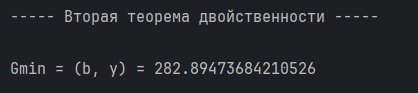 ----- Вторая теорема двойственности -----
Gmin = (b, y) = 282.89473684210526